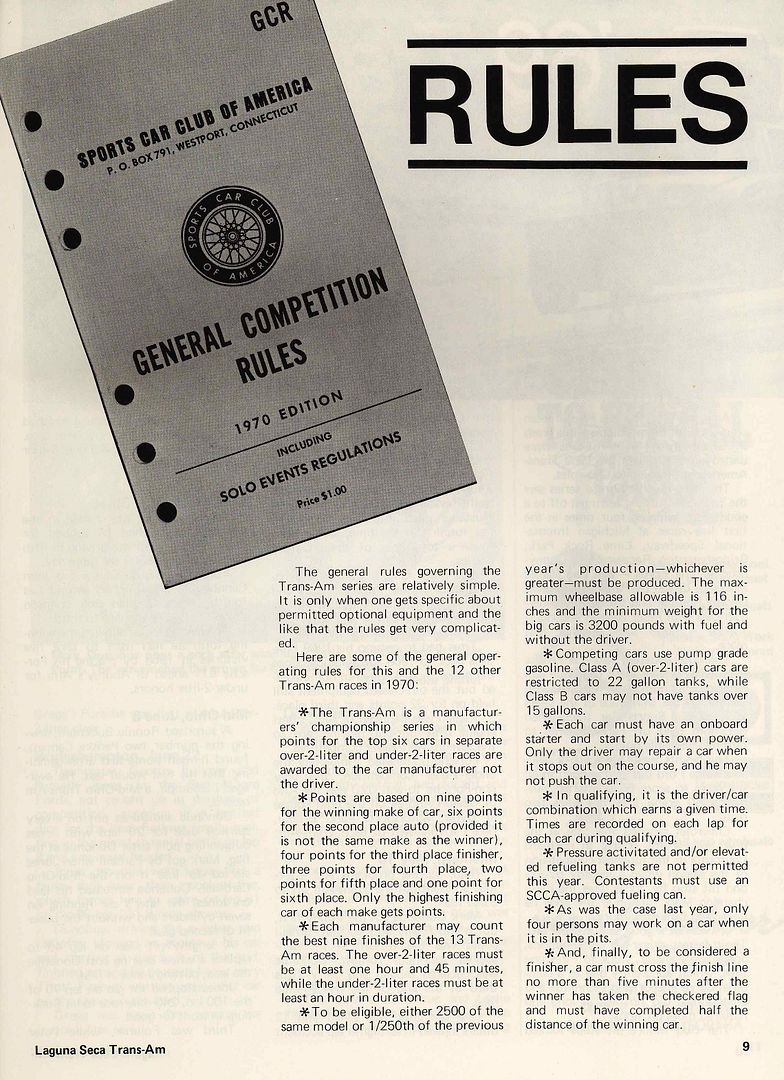 GCR
SPORTS CAR CLUB OF AMERICA
P. O. BOX 791, WESTPORT, CONNECTICUT
SPORTS CAR CLUB
OF AMERICA
GENERAL COMPETITION
RULES
1970 EDITION
INCLUDING
SOLO EVENTS REGULATIONS
Price $1.00
RULES
The general rules governing the
Trans-Am series are relatively simple.
It is only when one gets specific about
permitted optional equipment and the
like that the rules get very complicat-
ed.
Here are some of the general oper-
ating rules for this and the 12 other
Trans-Am races in 1970:
*The Trans-Am is a manufactur-
ers' championship series in which
points for the top six cars in separate
over-2-liter and under-2-liter races are
awarded to the car manufacturer not
the driver.
*Points are based on nine points
for the winning make of car, six points
for the second place auto (provided it
is not the same make as the winner),
four points for the third place finisher,
three points for fourth place, two
points for fifth place and one point for
sixth place. Only the highest finishing
car of each make gets points.
*Each manufacturer may count
the best nine finishes of the 13 Trans-
Am races. The over-2-liter races must
be at least one hour and 45 minutes,
while the under-2-liter races must be at
least an hour in duration.
*To be eligible, either 2500 of the
same model or 1/250th of the previous
year's production—whichever is
greater—must be produced. The max-
imum wheelbase allowable is 116 in-
ches and the minimum weight for the
big cars is 3200 pounds with fuel and
without the driver.
*Competing cars use pump grade
gasoline. Class A (over-2-liter) cars are
restricted to 22 gallon tanks, while
Class B cars may not have tanks over
15 gallons.
*Each car must have an onboard
starter and start by its own power.
Only the driver may repair a car when
it stops out on the course, and he may
not push the car.
* In qualifying, it is the driver/car
combination which earns a given time.
Times are recorded on each lap for
each car during qualifying.
*Pressure activitated and/or elevat-
ed refueling tanks are not permitted
this year. Contestants must use an
SCCA-approved fueling can.
*As was the case last year, only
four persons may work on a car when
it is in the pits.
*And, finally, to be considered a
finisher, a car must cross the finish line
no more than five minutes after the
winner has taken the checkered flag
and must have completed half the
distance of the winning car.
Laguna Seca Trans-Am
9